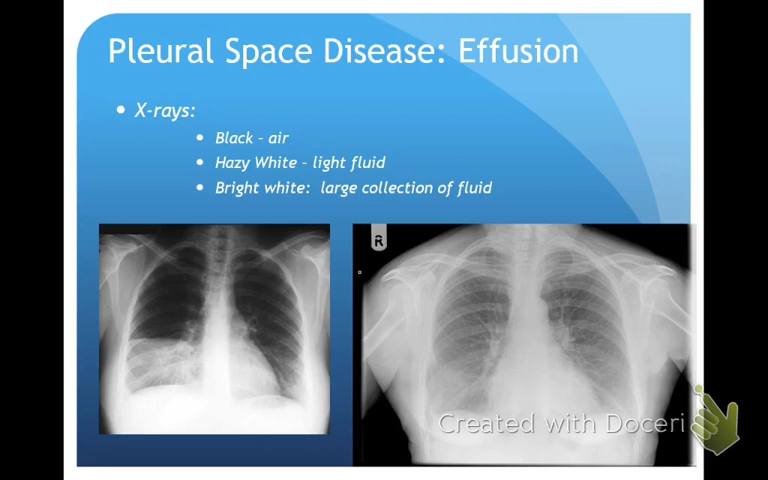 Pleural Space Disease: Effusion
• X-rays:
• Black – air
• Hazy White – light fluid
• Bright white:  large collection of fluid
R
Created with Doceri